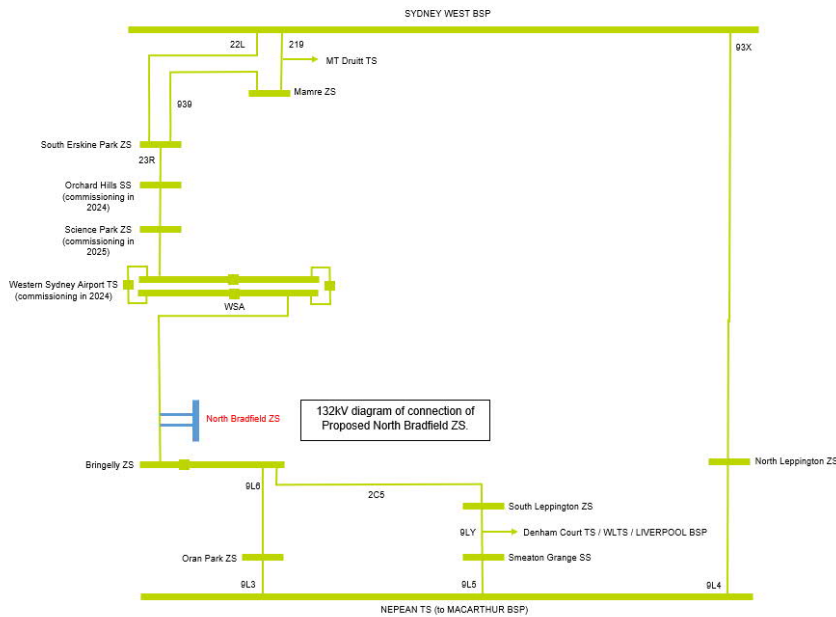 SYDNEY WEST BSP
22L
219
93X
MT Druitt TS
Mamre ZS
939
South Erskine Park ZS
23R
Orchard Hills SS
(commissioning in
2024)
Science Park ZS
(commissioning in
2025)
Western Sydney Airport TS
(commissioning in 2024)
WSA
North Bradfield ZS
132kV diagram of connection of
Proposed North Bradfield ZS.
Bringelly ZS
North Leppington ZS
9L6
2C5
South Leppington ZS
9LY
Denham Court TS / WLTS / LIVERPOOL BSP
Oran Park ZS
Smeaton Grange SS
9L3
9L5
9L4
NEPEAN TS (to MACARTHUR BSP)